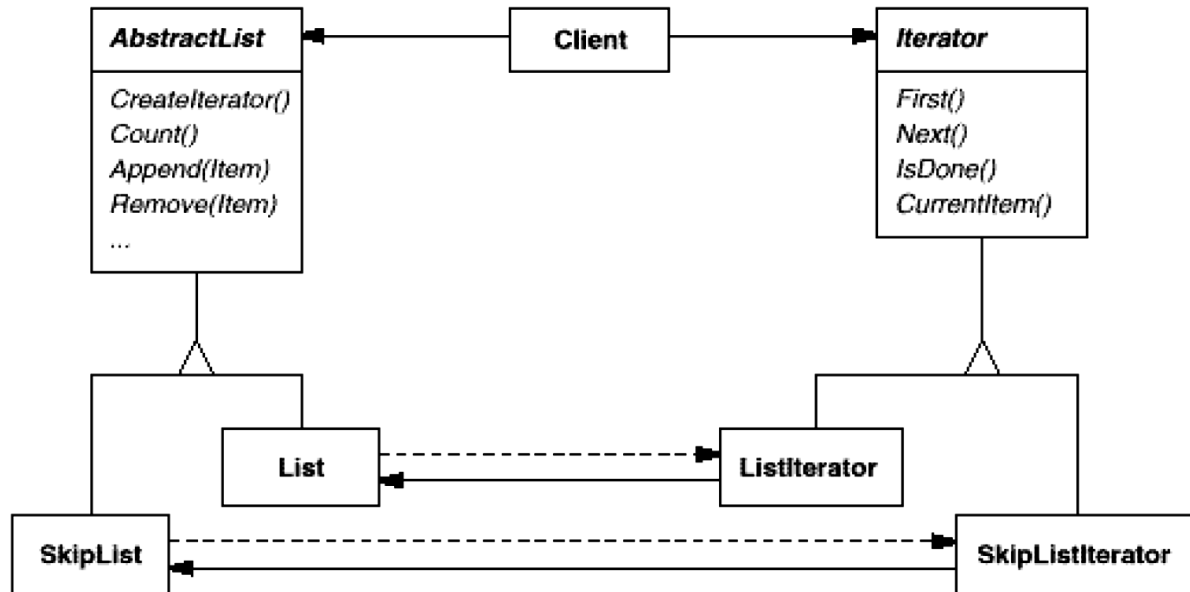 AbstractList
CreateIterator()
Count()
Append(Item)
Remove(Item)
...
Client
Iterator
First()
Next()
IsDone()
CurrentItem()
List
ListIterator
SkipList
SkipListIterator